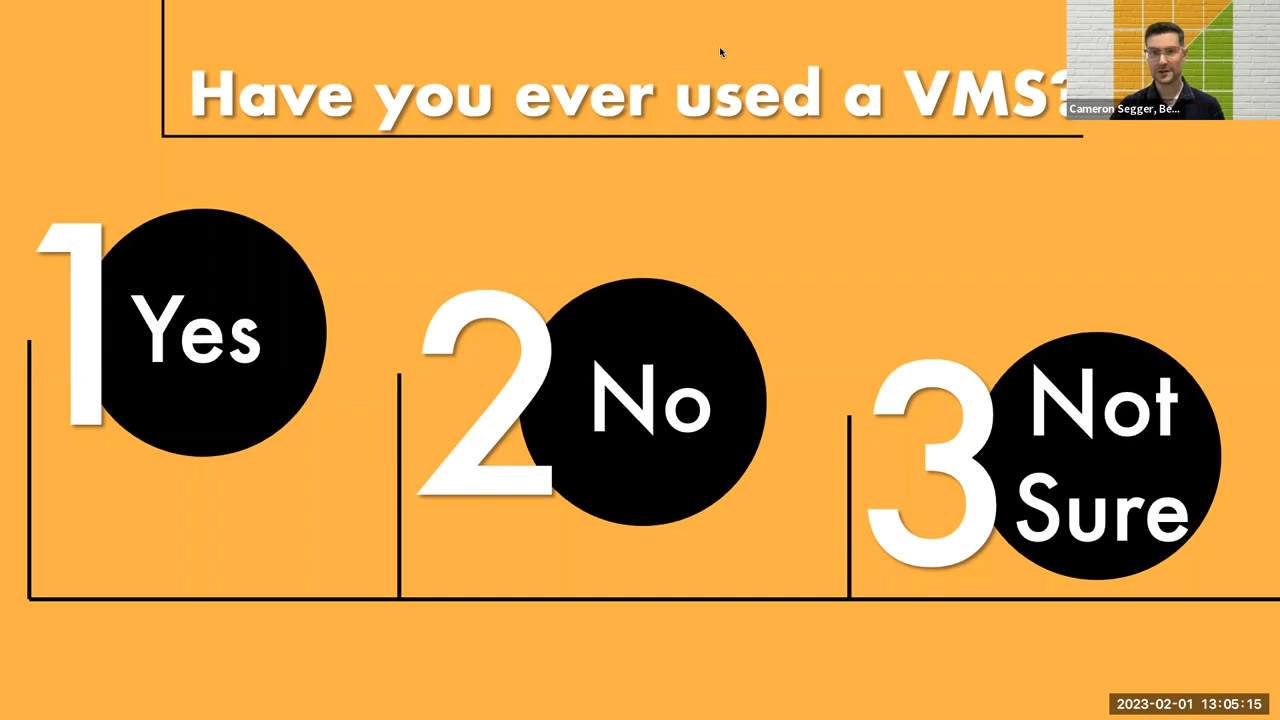 Have you ever used a VMS?
Cameron Segger, Be...
1 Yes
2 No
3 Not
Sure
2023-02-01 13:05:15